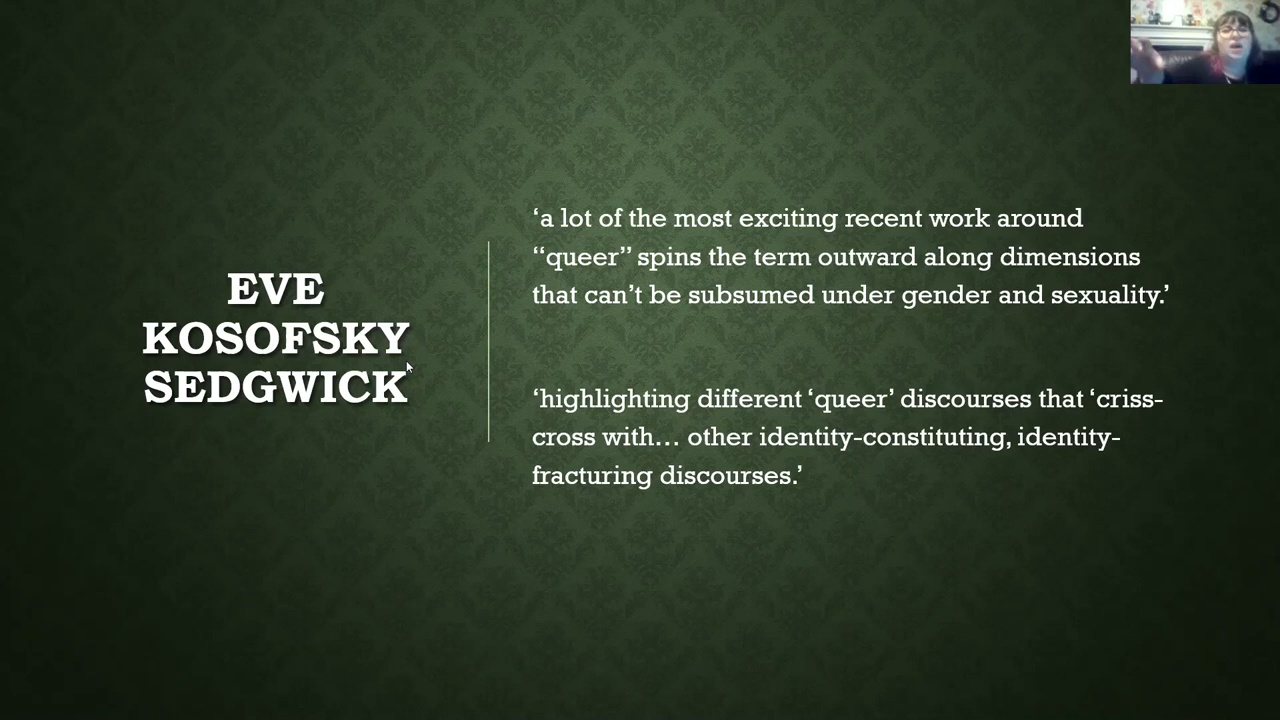 EVE
KOSOFSKY
SEDGWICK
‘a lot of the most exciting recent work around
“queer” spins the term outward along dimensions
that can’t be subsumed under gender and sexuality.’
‘highlighting different ‘queer’ discourses that ‘criss-
cross with… other identity-constituting, identity-
fracturing discourses.’